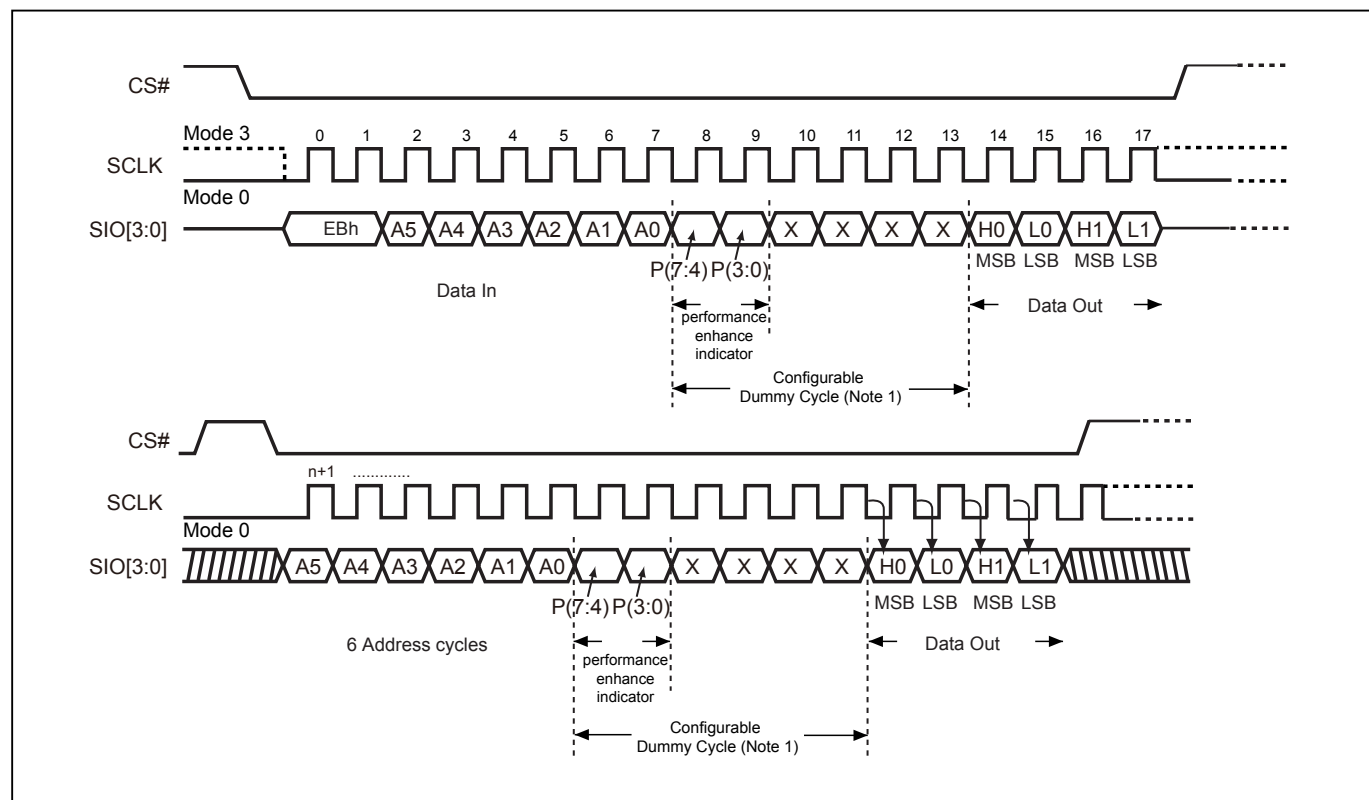 CS#
Mode 3
0 1 2 3 4 5 6 7 8 9 10 11 12 13 14 15 16 17
SCLK
Mode 0
SIO[3:0]
EBh A5 A4 A3 A2 A1 A0 X X X X H0 L0 H1 L1
MSB LSB MSB LSB
P(7:4) P(3:0)
Data In
Data Out
performance
enhance
indicator
Configurable
Dummy Cycle (Note 1)
CS#
n+1 .............
SCLK
Mode 0
SIO[3:0]
A5 A4 A3 A2 A1 A0 X X X X H0 L0 H1 L1
P(7:4) P(3:0)
MSB LSB MSB LSB
6 Address cycles
Data Out
performance
enhance
indicator
Configurable
Dummy Cycle (Note 1)